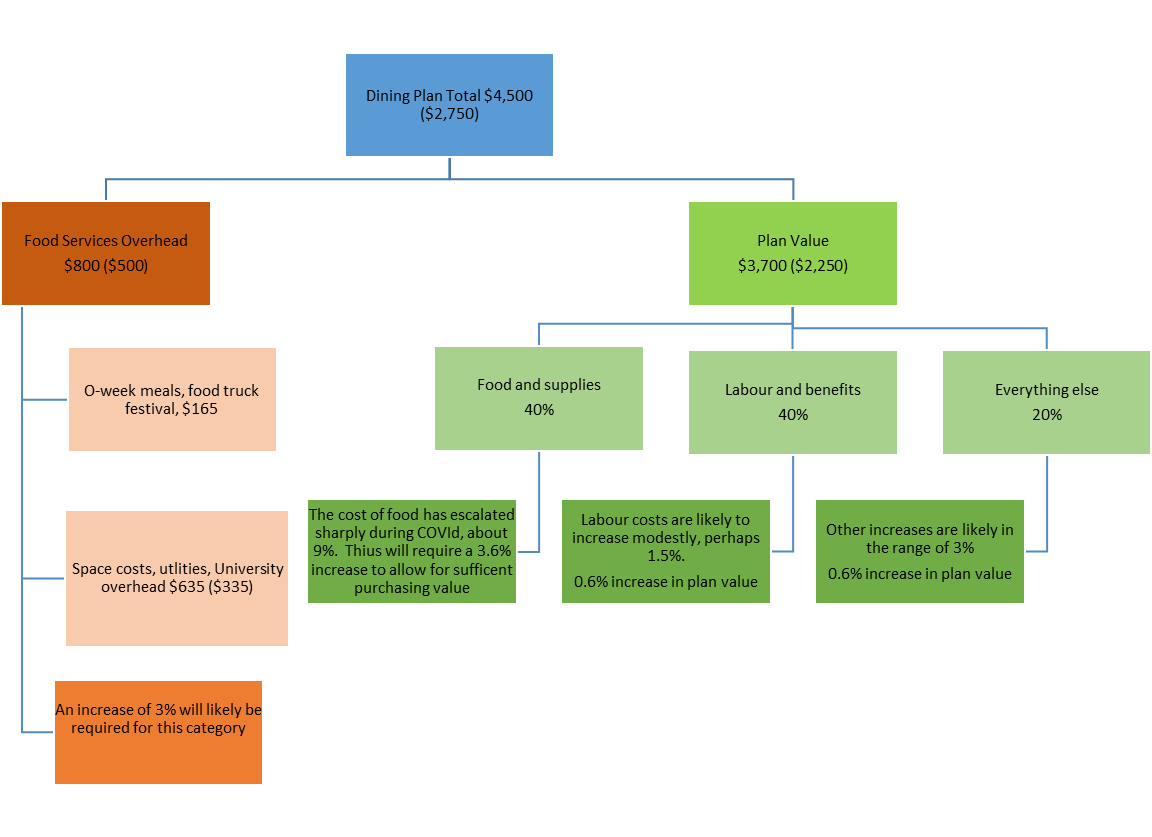 Dining Plan Total $4,500
($2,750)
Food Services Overhead
$800 ($500)
Plan Value
$3,700 ($2,250)
O-week meals, food truck
festival, $165
Space costs, utlities, University
overhead $635 ($335)
An increase of 3% will likely be
required for this category
Food and supplies
40%
Labour and benefits
40%
Everything else
20%
The cost of food has escalated
sharply during COVId, about
9%.  Thius will require a 3.6%
increase to allow for sufficent
purchasing value
Labour costs are likely to
increase modestly, perhaps
1.5%.
0.6% increase in plan value
Other increases are likely in
the range of 3%
0.6% increase in plan value